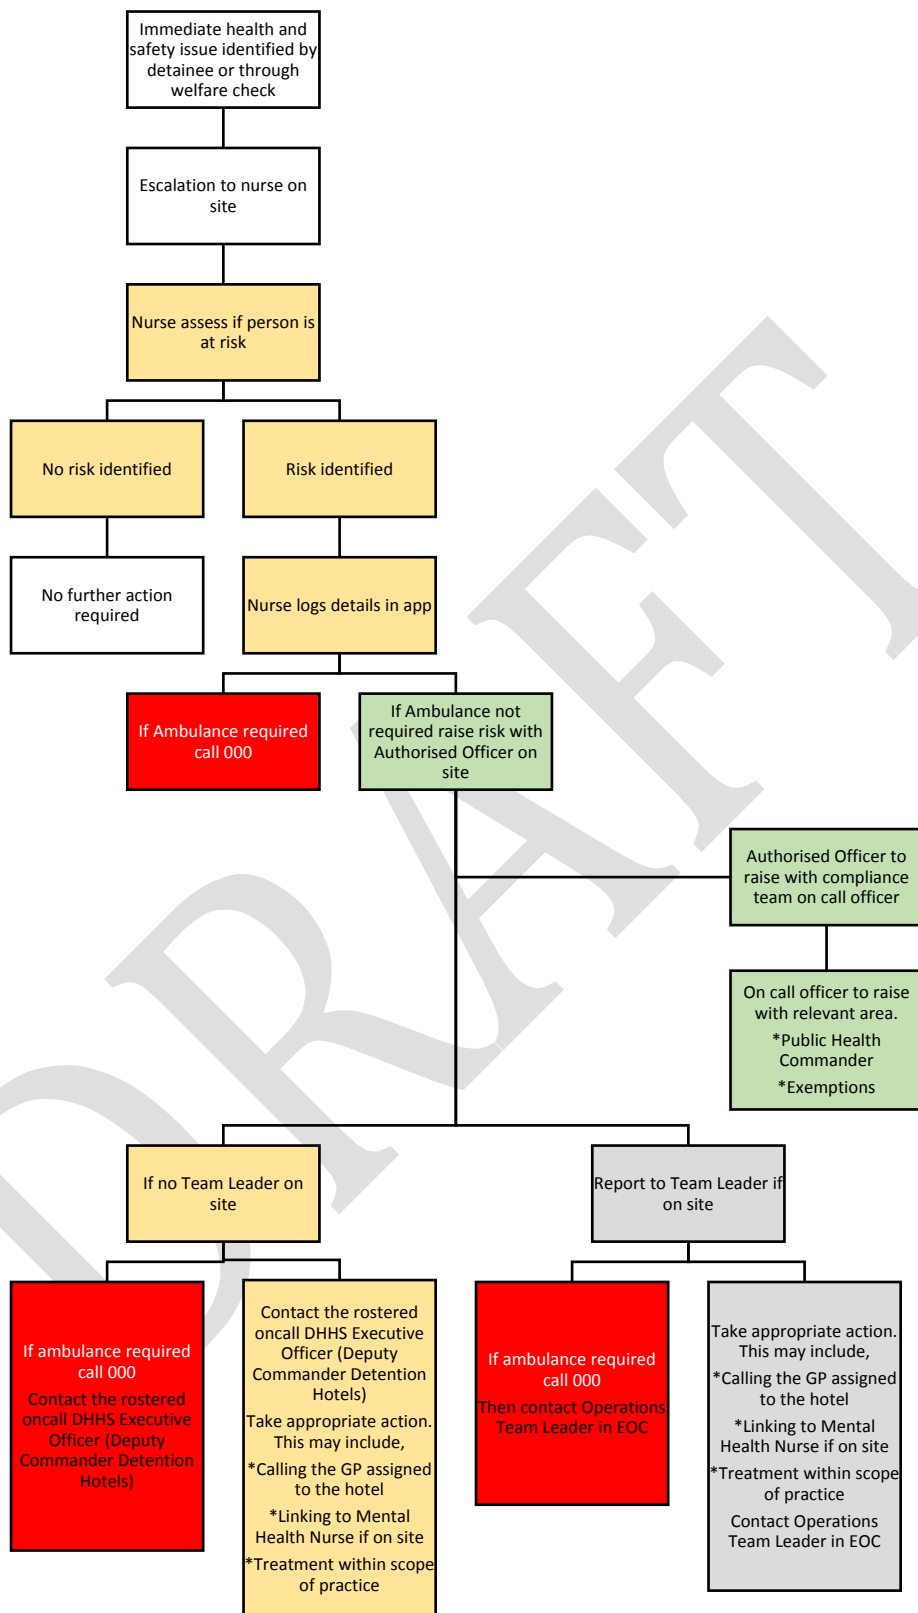 Immediate health and
safety issue identified by
detainee or through
welfare check
Escalation to nurse on
site
Nurse assess if person is
at risk
No risk identified
Risk identified
No further action
required
Nurse logs details in app
If Ambulance required
call 000
If Ambulance not
required raise risk with
Authorised Officer on
site
Authorised Officer to
raise with compliance
team on call officer
On call officer to raise
with relevant area.
*Public Health
Commander
*Exemptions
If no Team Leader on
site
Report to Team Leader if
on site
If ambulance required
call 000
Contact the rostered
oncall DHHS Executive
Officer (Deputy
Commander Detention
Hotels)
Contact the rostered
oncall DHHS Executive
Officer (Deputy
Commander Detention
Hotels)
Take appropriate action.
This may include,
*Calling the GP assigned
to the hotel
*Linking to Mental
Health Nurse if on site
*Treatment within scope
of practice
If ambulance required
call 000
Then contact Operations
Team Leader in EOC
Take appropriate action.
This may include,
*Calling the GP assigned
to the hotel
*Linking to Mental
Health Nurse if on site
*Treatment within scope
of practice
Contact Operations
Team Leader in EOC
DRAFT